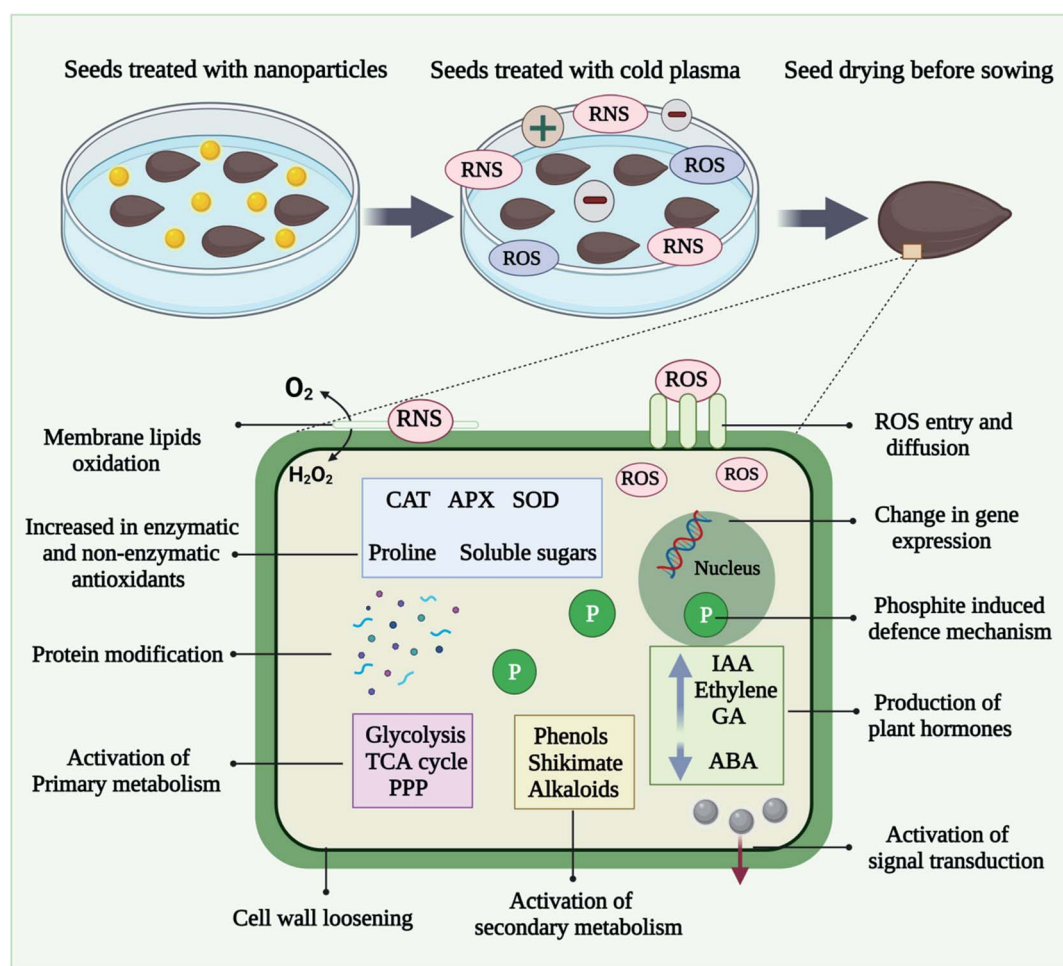 Seeds treated with nanoparticles
Seeds treated with cold plasma
Seed drying before sowing
+
RNS
-
RNS
ROS
-
ROS
RNS
O₂
RNS
H₂O₂
ROS
ROS
ROS
Membrane lipids
oxidation
ROS entry and
diffusion
CAT APX SOD
Proline Soluble sugars
Increased in enzymatic
and non-enzymatic
antioxidants
Nucleus
Change in gene
expression
P
P
P
Phosphite induced
defence mechanism
Protein modification
IAA
Ethylene
GA
ABA
Production of
plant hormones
Glycolysis
TCA cycle
PPP
Activation of
Primary metabolism
Phenols
Shikimate
Alkaloids
Activation of
signal transduction
Cell wall loosening
Activation of
secondary metabolism